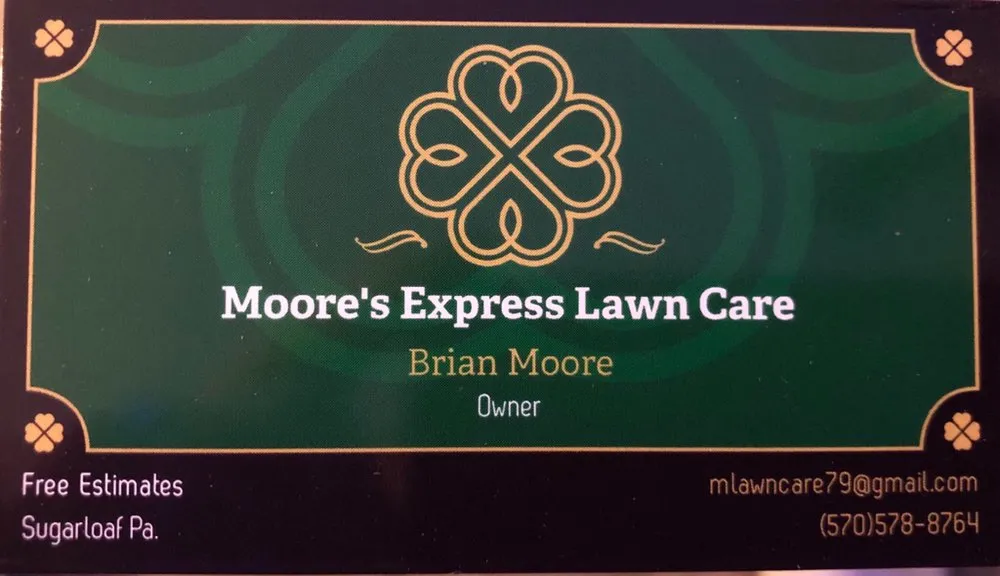 Moore's Express Lawn Care
Brian Moore
Owner
Free Estimates
Sugarloaf Pa.
mlawncare79@gmail.com
(570)578-8764